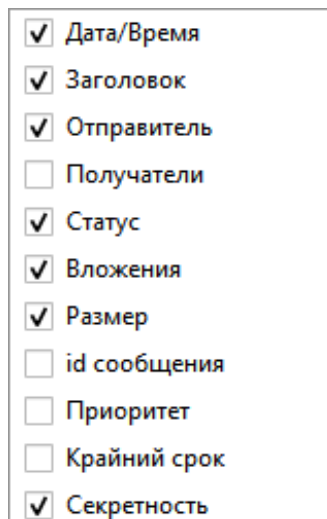 Дата/Время
Заголовок
Отправитель
Получатели
Статус
Вложения
Размер
id сообщения
Приоритет
Крайний срок
Секретность